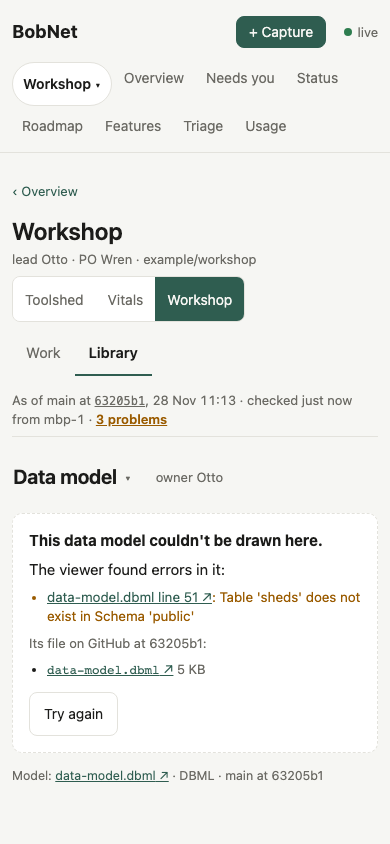 BobNet
+ Capture
live
Workshop ▾
Overview
Needs you
Status
Roadmap
Features
Triage
Usage
‹ Overview
Workshop
lead Otto · PO Wren · example/workshop
Toolshed
Vitals
Workshop
Work
Library
As of main at 63205b1, 28 Nov 11:13 · checked just now
from mbp-1 · 3 problems
Data model ▾
owner Otto
This data model couldn't be drawn here.
The viewer found errors in it:
• data-model.dbml line 51 ↗: Table 'sheds' does not
exist in Schema 'public'
Its file on GitHub at 63205b1:
• data-model.dbml ↗ 5 KB
Try again
Model: data-model.dbml ↗ · DBML · main at 63205b1